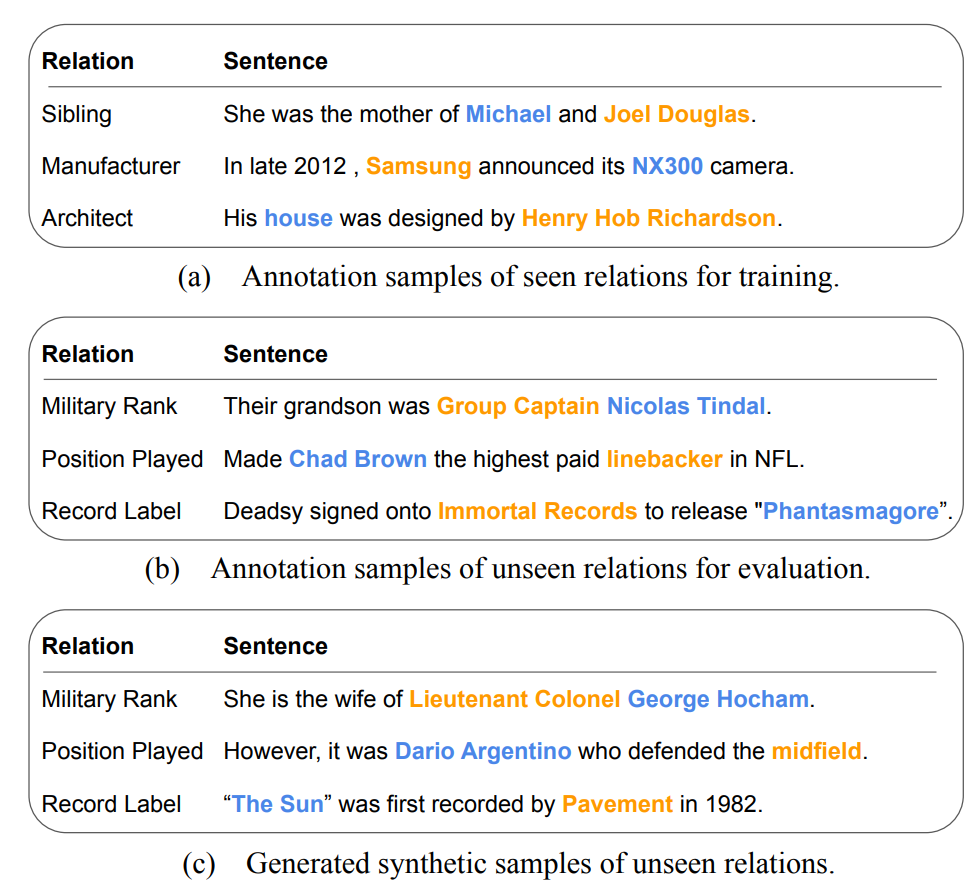 Relation Sentence
Sibling She was the mother of Michael and Joel Douglas.
Manufacturer In late 2012 , Samsung announced its NX300 camera.
Architect His house was designed by Henry Hob Richardson.
(a) Annotation samples of seen relations for training.
Relation Sentence
Military Rank Their grandson was Group Captain Nicolas Tindal.
Position Played Made Chad Brown the highest paid linebacker in NFL.
Record Label Deadsy signed onto Immortal Records to release "Phantasmagore”.
(b) Annotation samples of unseen relations for evaluation.
Relation Sentence
Military Rank She is the wife of Lieutenant Colonel George Hocham.
Position Played However, it was Dario Argentino who defended the midfield.
Record Label “The Sun” was first recorded by Pavement in 1982.
(c) Generated synthetic samples of unseen relations.